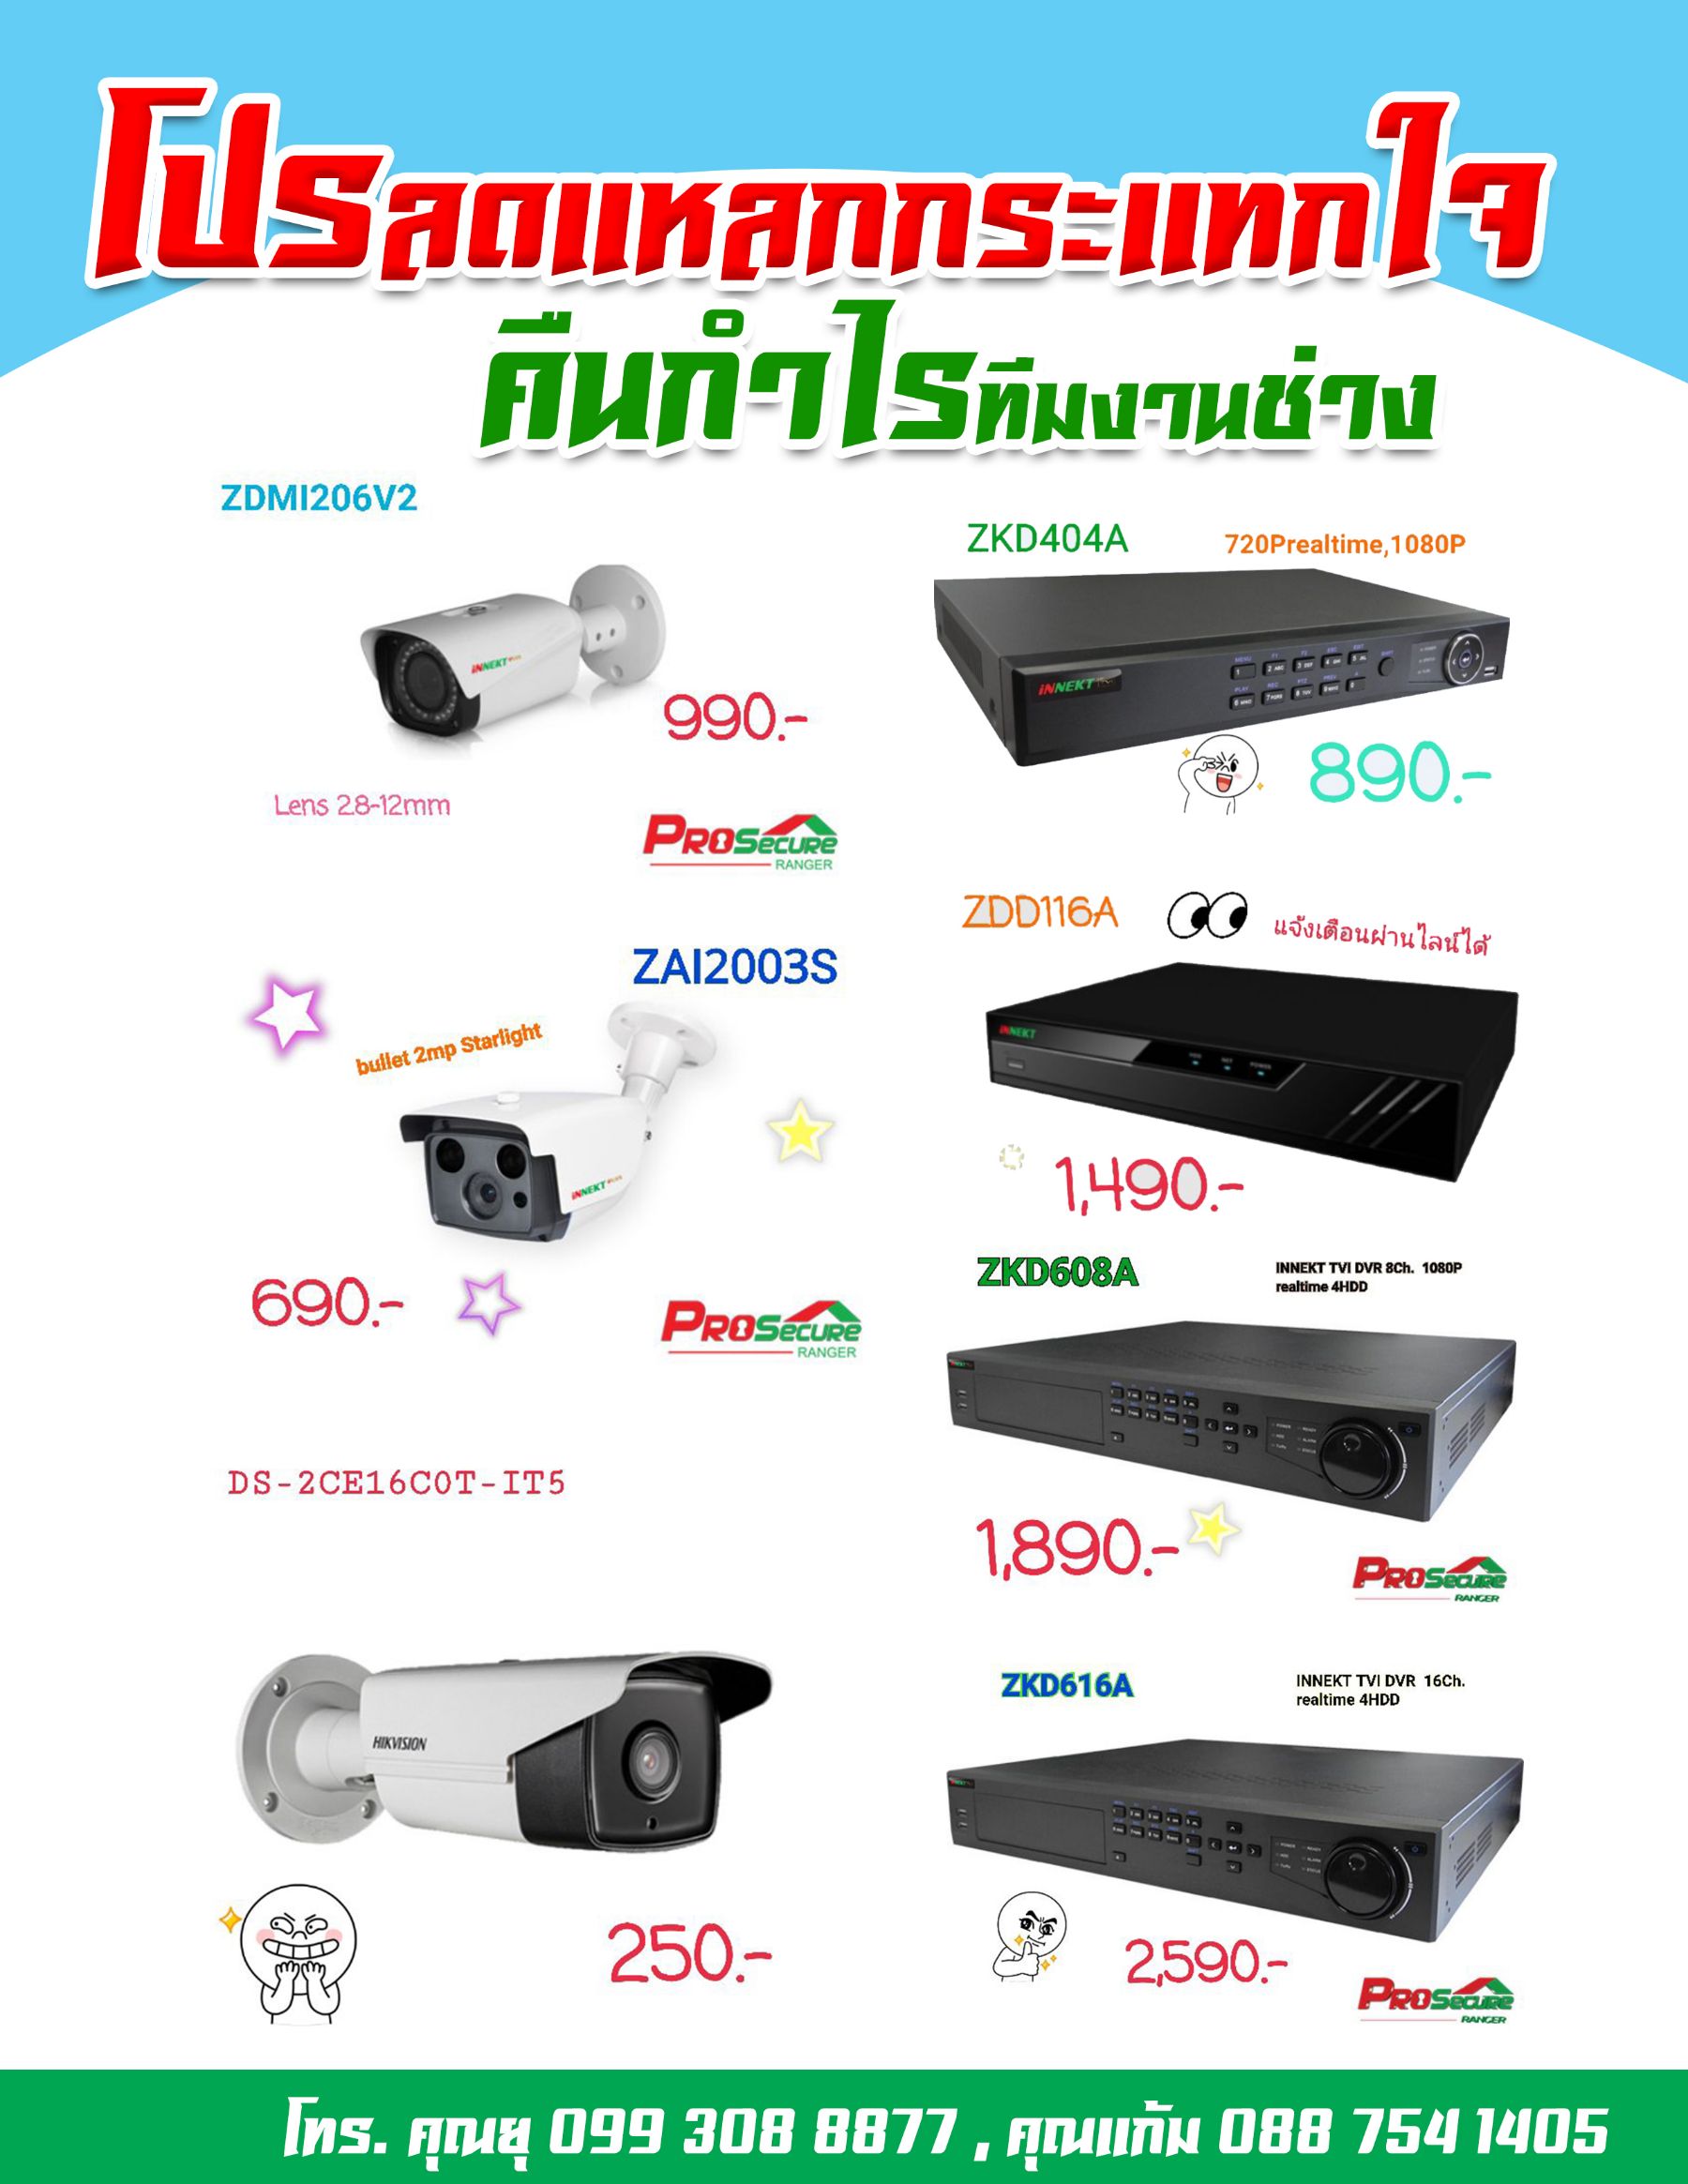 โปรลดแหลกกระแทกใจ
คืนกำไรทีมงานช่าง
ZDMI206V2
iNNEKT
990.-
Lens 2.8-12mm
PROSecure
RANGER
ZKD404A
720Prealtime,1080P
iNNEKT
890.-
ZAI2003S
bullet 2mp Starlight
iNNEKT
690.-
PROSecure
RANGER
ZDD116A
แจ้งเตือนผ่านไลน์ได้
iNNEKT
1,490.-
ZKD608A
INNEKT TVI DVR 8Ch. 1080P
realtime 4HDD
1,890.-
PROSecure
RANGER
DS-2CE16C0T-IT5
HIKVISION
250.-
ZKD616A
INNEKT TVI DVR 16Ch.
realtime 4HDD
2,590.-
PROSecure
RANGER
โทร. คุณยุ 099 308 8877 , คุณแก้ม 088 754 1405